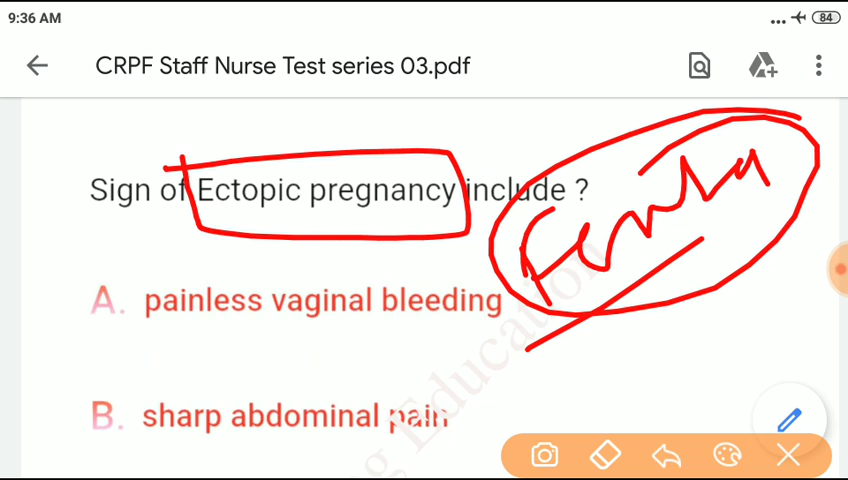 9:36 AM
84
CRPF Staff Nurse Test series 03.pdf
Sign of Ectopic pregnancy include ?
A. painless vaginal bleeding
B. sharp abdominal pain
g Education